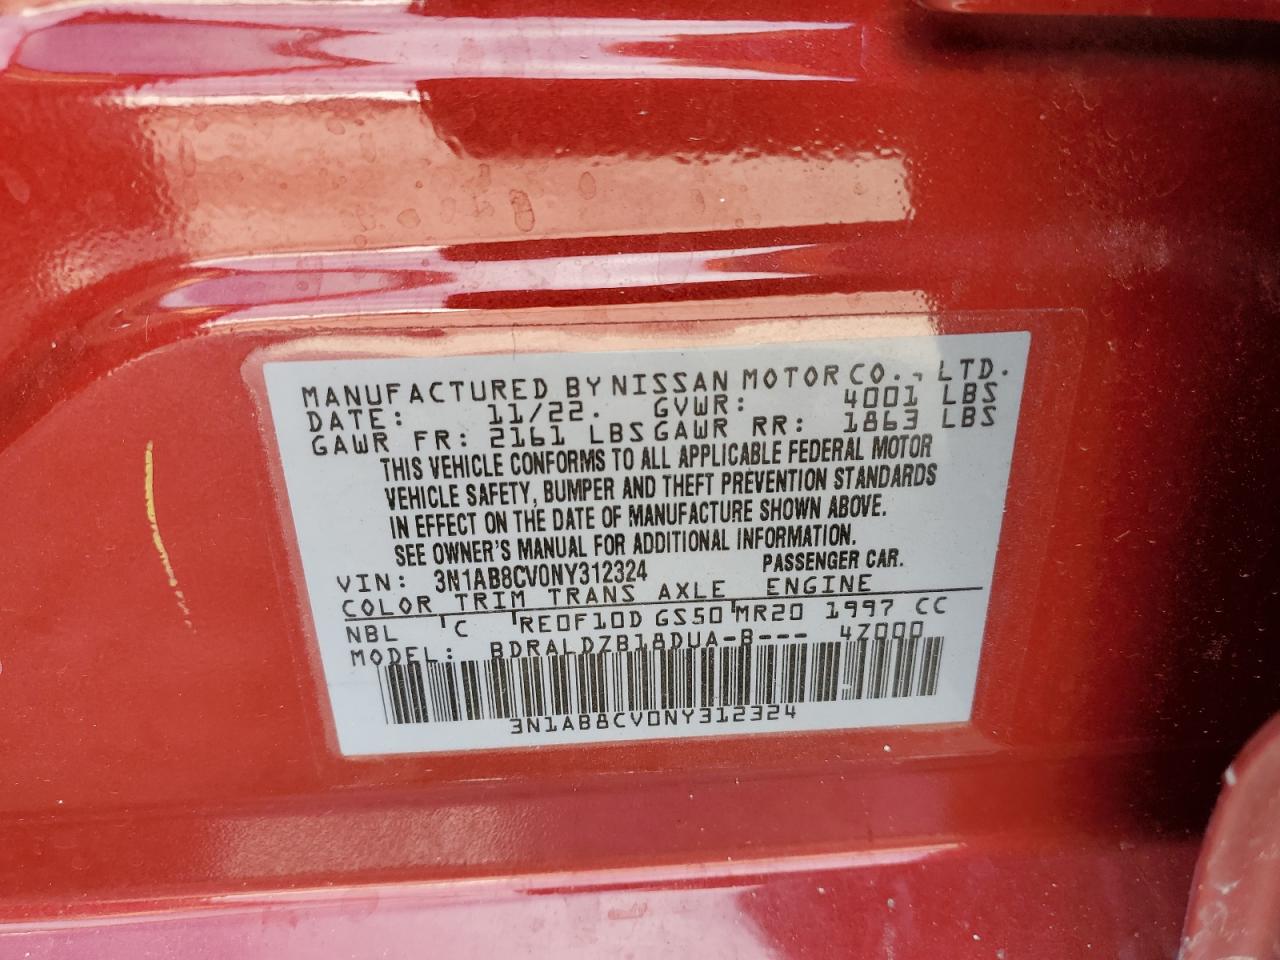 MANUFACTURED BY NISSAN MOTOR CO., LTD.
DATE: 11/22. GVWR: 4001 LBS
GAWR FR: 2161 LBS GAWR RR: 1863 LBS
THIS VEHICLE CONFORMS TO ALL APPLICABLE FEDERAL MOTOR
VEHICLE SAFETY, BUMPER AND THEFT PREVENTION STANDARDS
IN EFFECT ON THE DATE OF MANUFACTURE SHOWN ABOVE.
SEE OWNER'S MANUAL FOR ADDITIONAL INFORMATION.
VIN: 3N1AB8CV0NY312324 PASSENGER CAR.
COLOR TRIM TRANS AXLE ENGINE
NBL C RE0F10D GS50 MR20 1997 CC
MODEL: BDRALDZB18DUA-B--- 4Z000
3N1AB8CV0NY312324